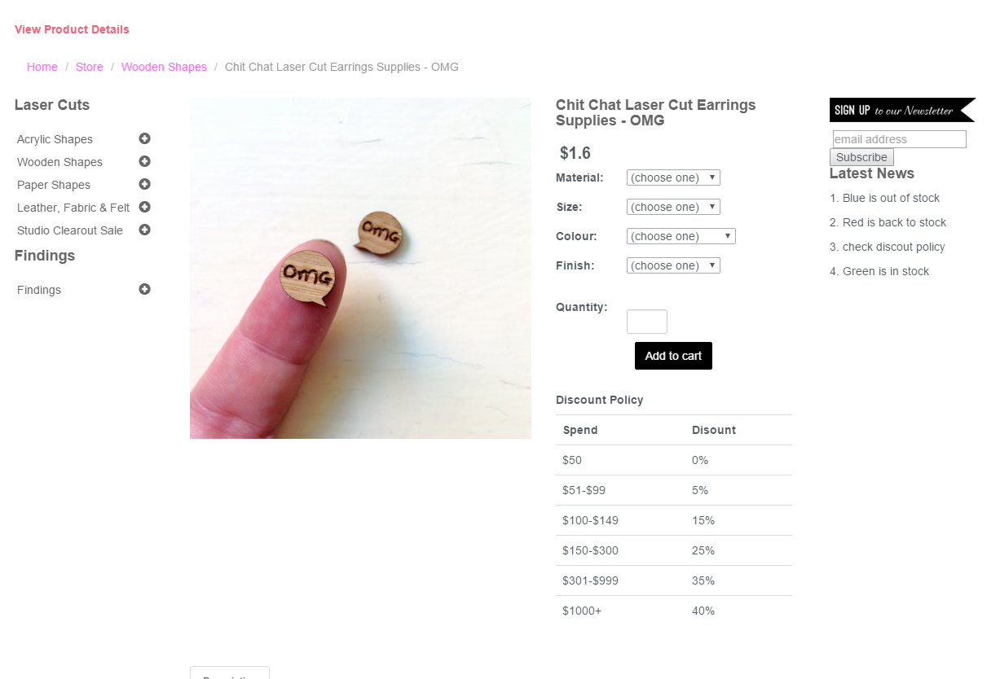 View Product Details
Home / Store / Wooden Shapes / Chit Chat Laser Cut Earrings Supplies - OMG
Laser Cuts
Acrylic Shapes
Wooden Shapes
Paper Shapes
Leather, Fabric & Felt
Studio Clearout Sale
Findings
Findings
OMG
OMG
Chit Chat Laser Cut Earrings
Supplies - OMG
$1.6
Material: (choose one)
Size: (choose one)
Colour: (choose one)
Finish: (choose one)
Quantity:
Add to cart
Discount Policy
Spend Disount
$50 0%
$51-$99 5%
$100-$149 15%
$150-$300 25%
$301-$999 35%
$1000+ 40%
SIGN UP to our Newsletter
email address
Subscribe
Latest News
1. Blue is out of stock
2. Red is back to stock
3. check discout policy
4. Green is in stock